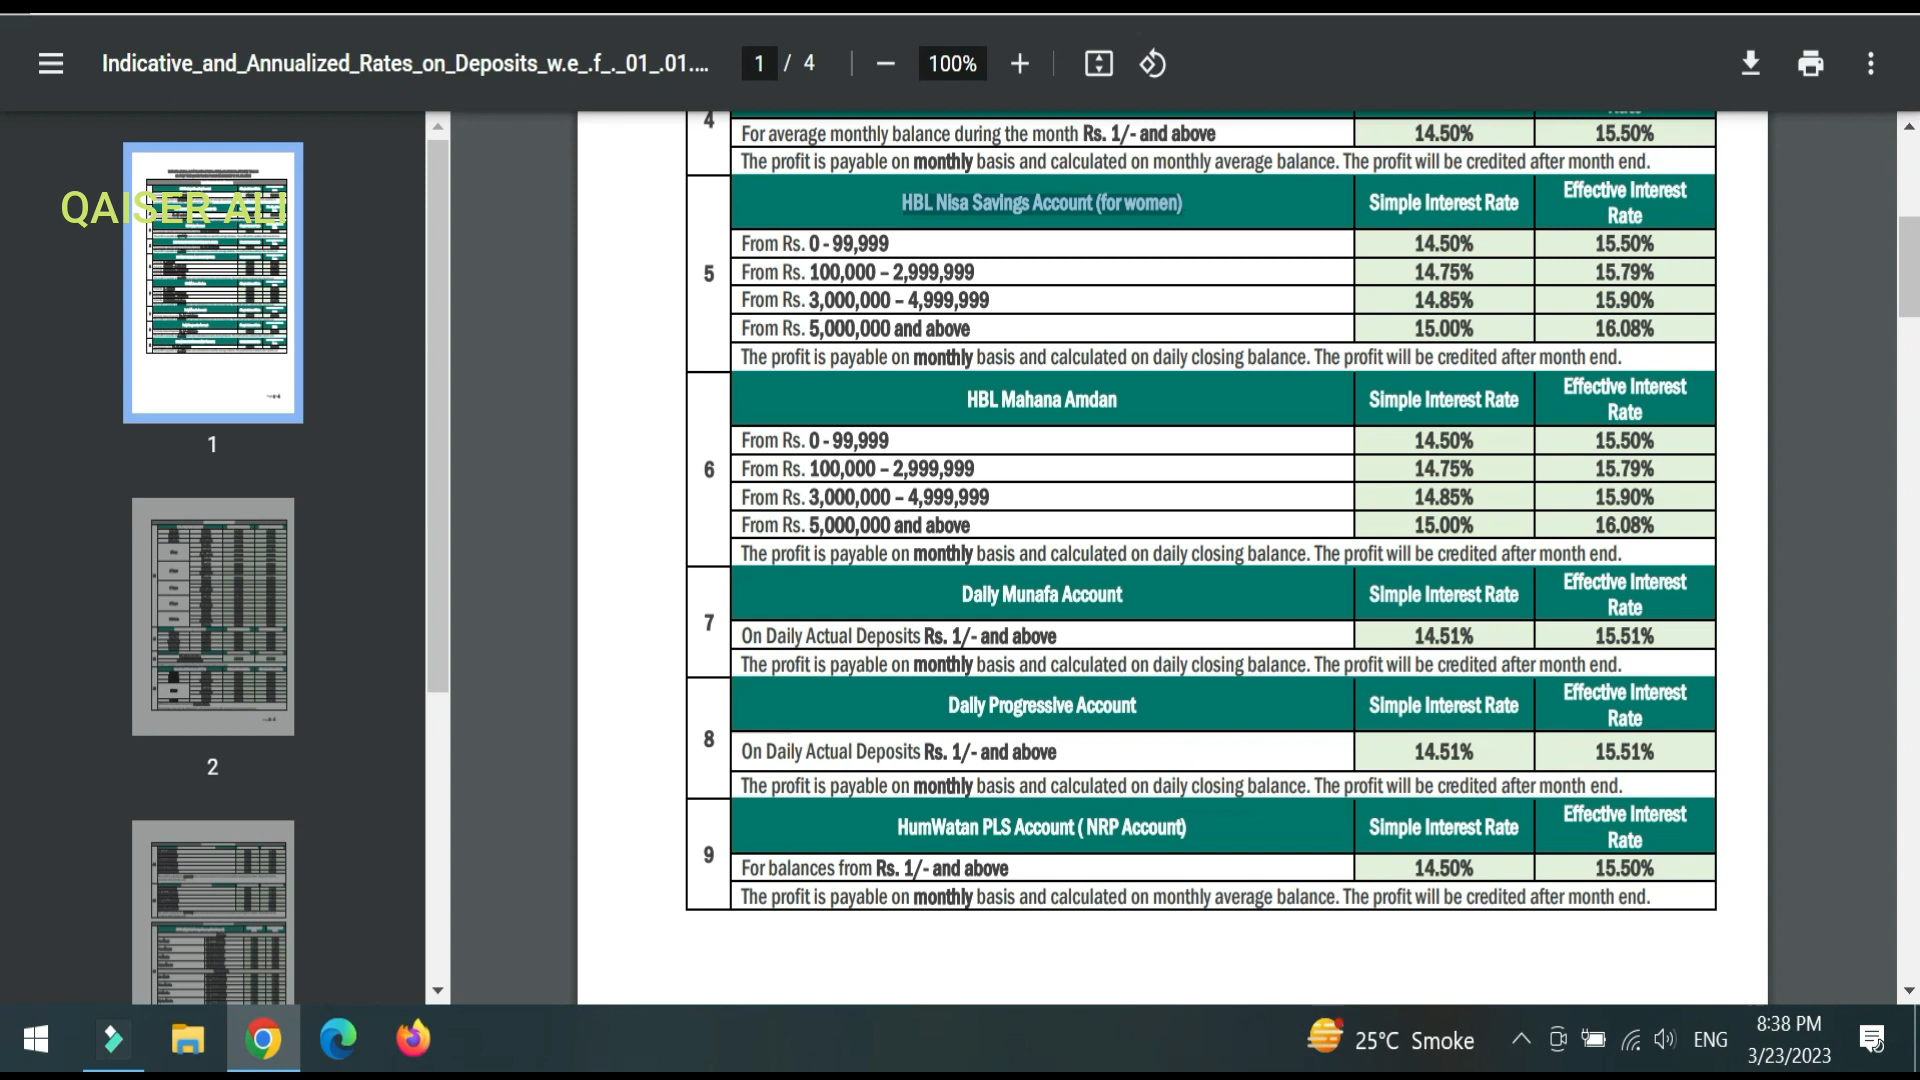 Indicative_and_Annualized_Rates_on_Deposits_w.e_.f_._01_.01....
1 / 4
100%
QAISER ALI
1
2
Rate
4
For average monthly balance during the month Rs. 1/- and above 14.50% 15.50%
The profit is payable on monthly basis and calculated on monthly average balance. The profit will be credited after month end.
5
HBL Nisa Savings Account (for women) Simple Interest Rate Effective Interest
Rate
From Rs. 0 - 99,999 14.50% 15.50%
From Rs. 100,000 – 2,999,999 14.75% 15.79%
From Rs. 3,000,000 – 4,999,999 14.85% 15.90%
From Rs. 5,000,000 and above 15.00% 16.08%
The profit is payable on monthly basis and calculated on daily closing balance. The profit will be credited after month end.
6
HBL Mahana Amdan Simple Interest Rate Effective Interest
Rate
From Rs. 0 - 99,999 14.50% 15.50%
From Rs. 100,000 – 2,999,999 14.75% 15.79%
From Rs. 3,000,000 – 4,999,999 14.85% 15.90%
From Rs. 5,000,000 and above 15.00% 16.08%
The profit is payable on monthly basis and calculated on daily closing balance. The profit will be credited after month end.
7
Daily Munafa Account Simple Interest Rate Effective Interest
Rate
On Daily Actual Deposits Rs. 1/- and above 14.51% 15.51%
The profit is payable on monthly basis and calculated on daily closing balance. The profit will be credited after month end.
8
Daily Progressive Account Simple Interest Rate Effective Interest
Rate
On Daily Actual Deposits Rs. 1/- and above 14.51% 15.51%
The profit is payable on monthly basis and calculated on daily closing balance. The profit will be credited after month end.
9
HumWatan PLS Account ( NRP Account) Simple Interest Rate Effective Interest
Rate
For balances from Rs. 1/- and above 14.50% 15.50%
The profit is payable on monthly basis and calculated on monthly average balance. The profit will be credited after month end.
25°C Smoke
ENG
8:38 PM
3/23/2023